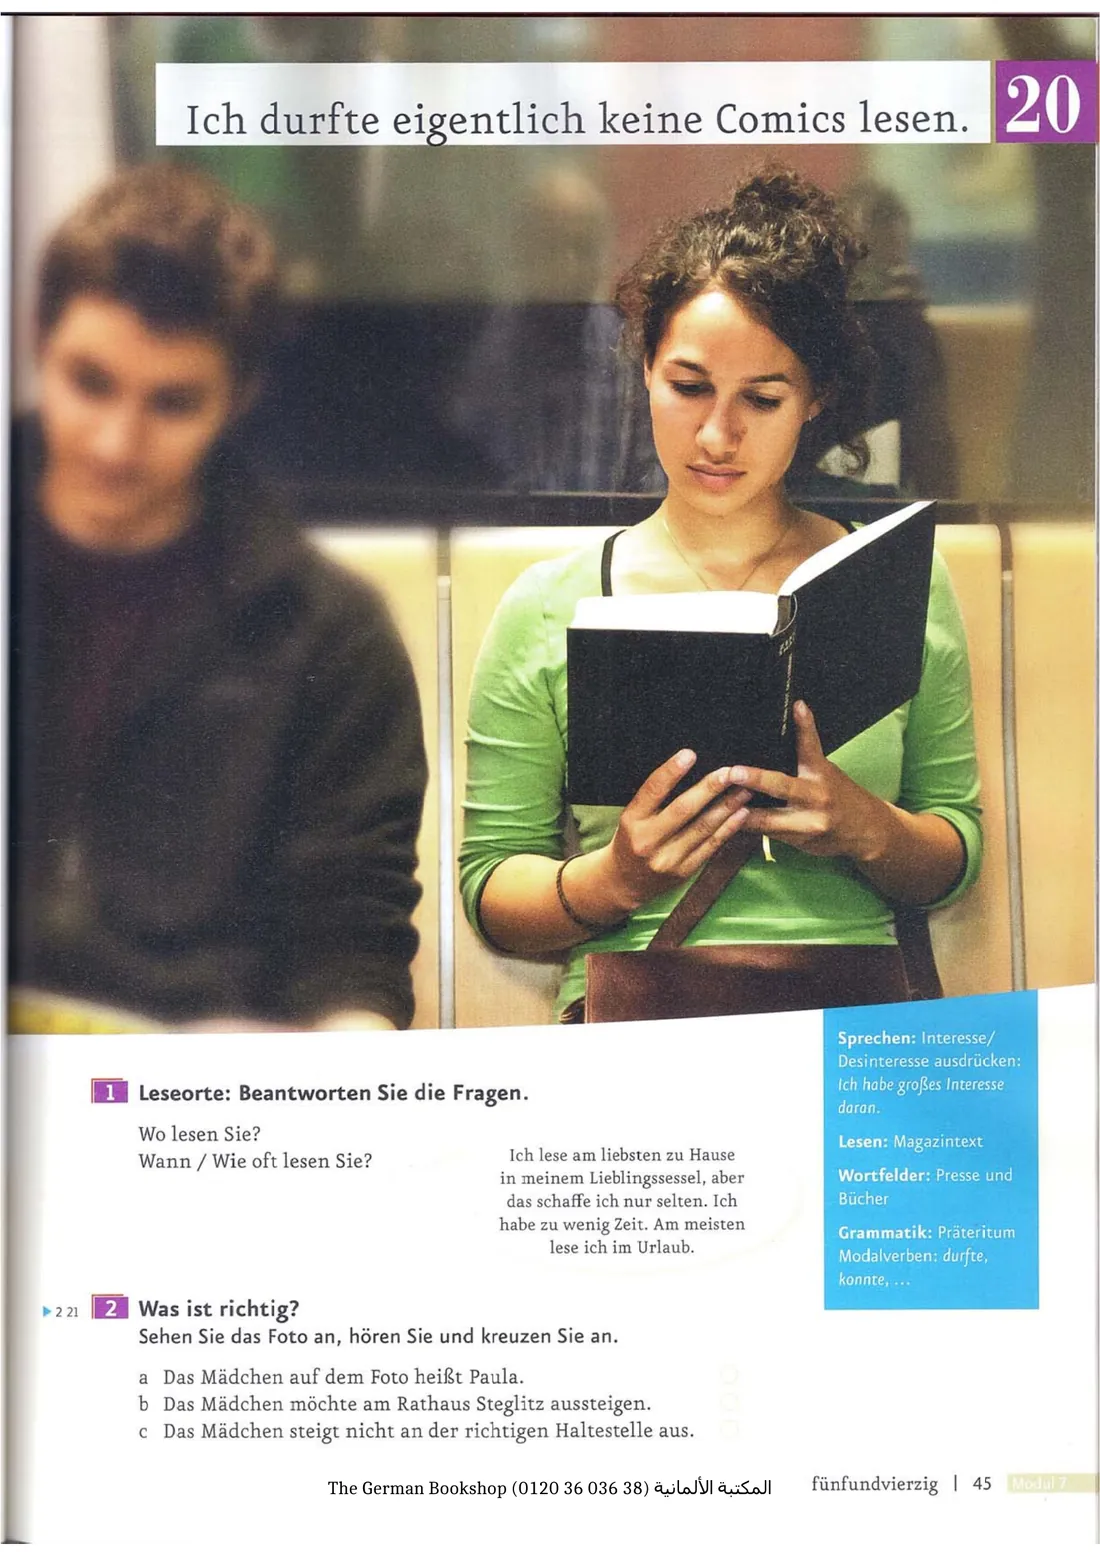 Ich durfte eigentlich keine Comics lesen.
20
Sprechen: Interesse/
Desinteresse ausdrücken:
Ich habe großes Interesse
daran.
Lesen: Magazintext
Wortfelder: Presse und
Bücher
Grammatik: Präteritum
Modalverben: durfte,
konnte, ...
1 Leseorte: Beantworten Sie die Fragen.
Wo lesen Sie?
Wann / Wie oft lesen Sie?
Ich lese am liebsten zu Hause
in meinem Lieblingssessel, aber
das schaffe ich nur selten. Ich
habe zu wenig Zeit. Am meisten
lese ich im Urlaub.
▶ 2 21 2 Was ist richtig?
Sehen Sie das Foto an, hören Sie und kreuzen Sie an.
a Das Mädchen auf dem Foto heißt Paula.
b Das Mädchen möchte am Rathaus Steglitz aussteigen.
c Das Mädchen steigt nicht an der richtigen Haltestelle aus.
The German Bookshop (0120 36 036 38) المكتبة الألمانية
fünfundvierzig | 45 Modul 7